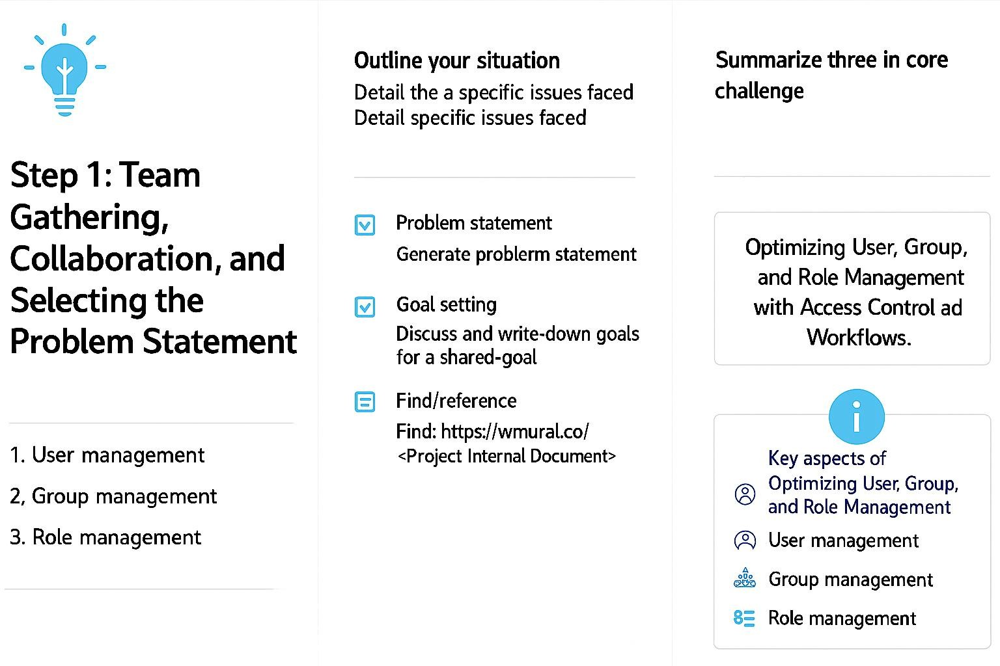 Step 1: Team
Gathering,
Collaboration, and
Selecting the
Problem Statement
1. User management
2, Group management
3. Role management
Outline your situation
Detail the a specific issues faced
Detail specific issues faced
Problem statement
Generate problerm statement
Goal setting
Discuss and write-down goals
for a shared-goal
Find/reference
Find: https://wmural.co/
<Project Internal Document>
Summarize three in core
challenge
Optimizing User, Group,
and Role Management
with Access Control ad
Workflows.
i
Key aspects of
Optimizing User, Group,
and Role Management
User management
Group management
Role management